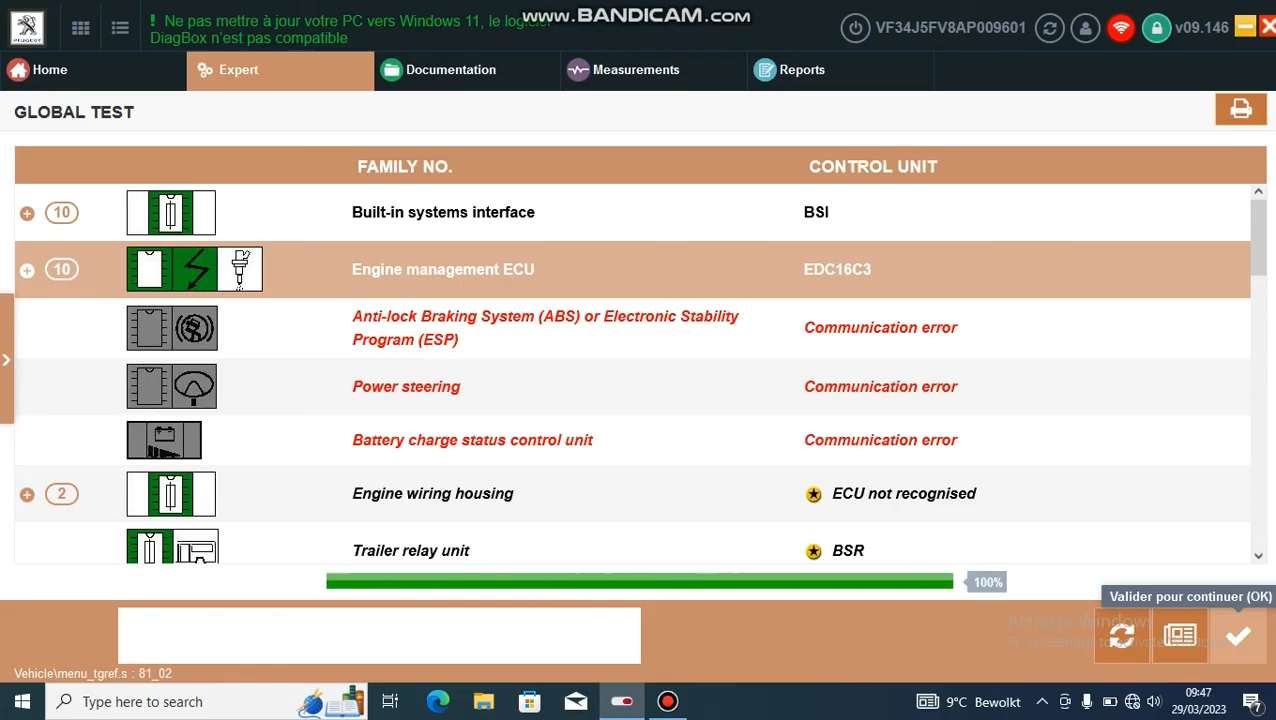 Ne pas mettre à jour votre PC vers Windows 11, le logiciel
DiagBox n'est pas compatible
WWW.BANDICAM.COM
VF34J5FV8AP009601
v09.146
PEUGEOT
Home
Expert
Documentation
Measurements
Reports
GLOBAL TEST
FAMILY NO.
CONTROL UNIT
10
Built-in systems interface
BSI
10
Engine management ECU
EDC16C3
Anti-lock Braking System (ABS) or Electronic Stability
Program (ESP)
Communication error
Power steering
Communication error
Battery charge status control unit
Communication error
2
Engine wiring housing
ECU not recognised
Trailer relay unit
BSR
100%
Valider pour continuer (OK)
Activate Windows
Vehicle\menu_tgref.s : 81_02
Type here to search
9°C Bewolkt
09:47
29/03/2023
7